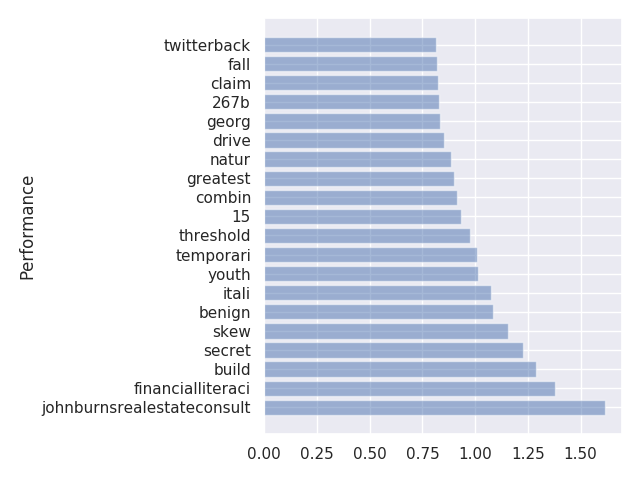 twitterback
fall
claim
267b
georg
drive
natur
greatest
combin
15
threshold
temporari
youth
itali
benign
skew
secret
build
financialliteraci
johnburnsrealestateconsult
Performance
0.00 0.25 0.50 0.75 1.00 1.25 1.50